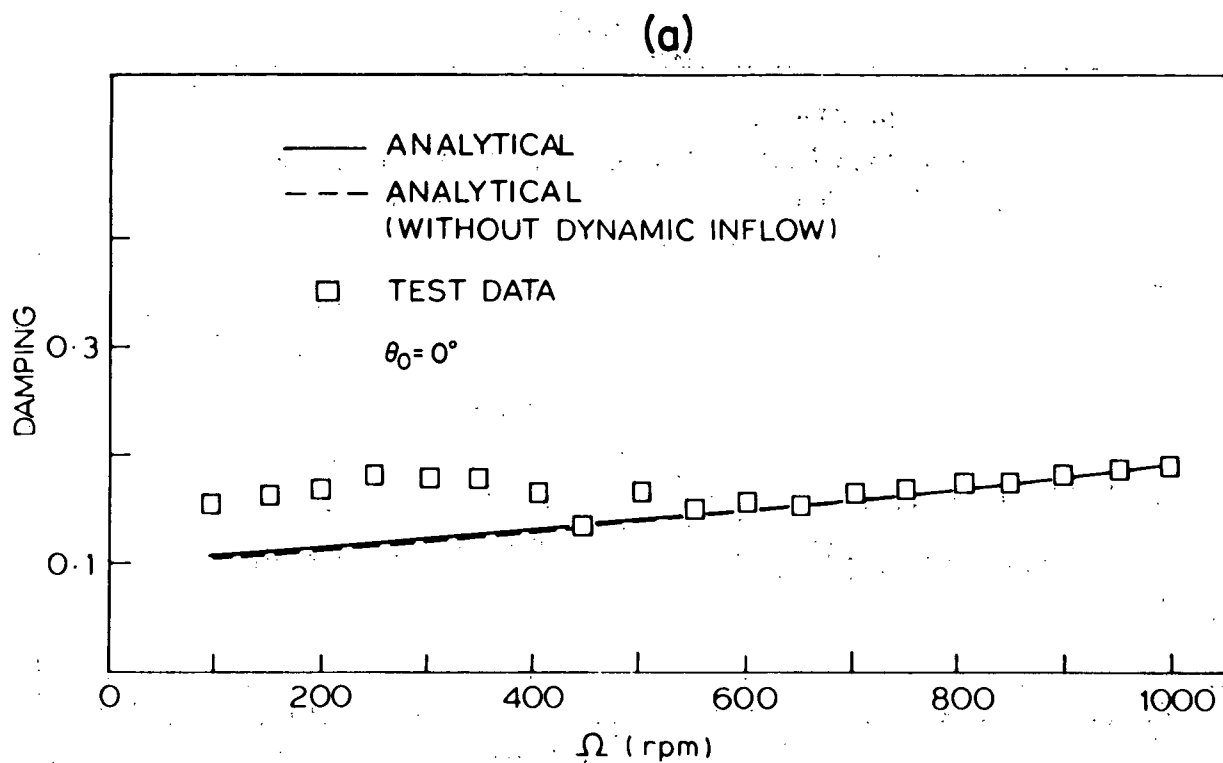 (a)
ANALYTICAL
ANALYTICAL
(WITHOUT DYNAMIC INFLOW)
TEST DATA
θ₀ = 0°
DAMPING
0.3
0.1
0 200 400 600 800 1000
Ω (rpm)